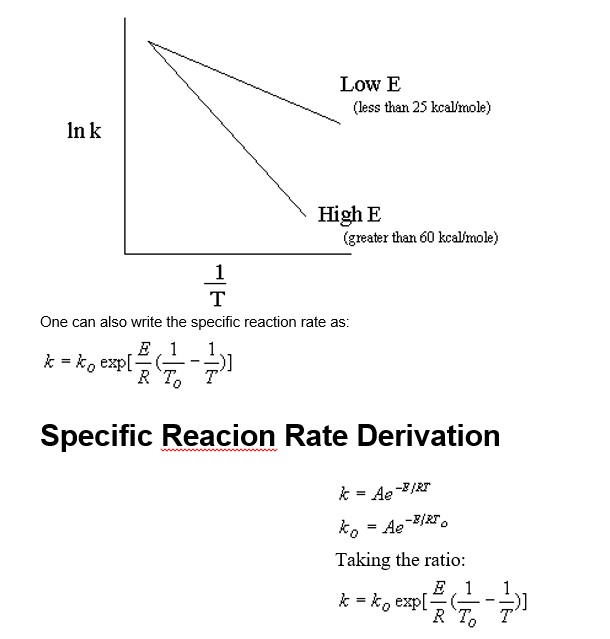 Low E
(less than 25 kcal/mole)
ln k
High E
(greater than 60 kcal/mole)
1
T
One can also write the specific reaction rate as:
k = k₀ exp[E/R(1/T₀ − 1/T)]
Specific Reacion Rate Derivation
k = Ae^(−E/RT)
k₀ = Ae^(−E/RT₀)
Taking the ratio:
k = k₀ exp[E/R(1/T₀ − 1/T)]